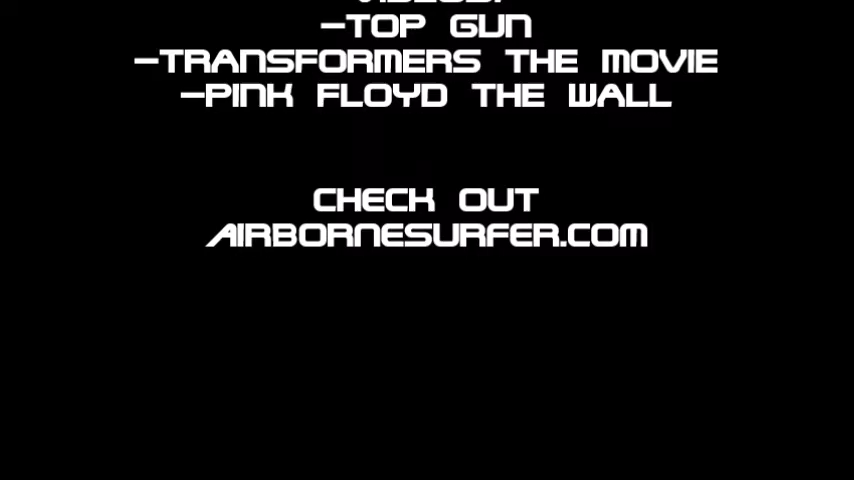 -TOP GUN
-TRANSFORMERS THE MOVIE
-PINK FLOYD THE WALL
CHECK OUT
AIRBORNESURFER.COM